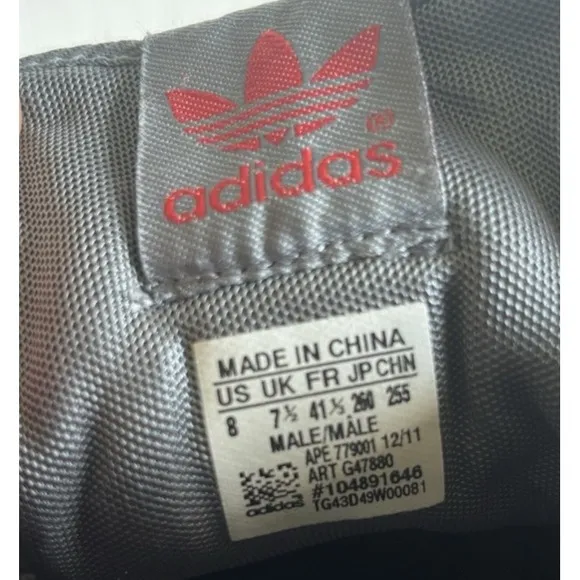 adidas®
MADE IN CHINA
US UK FR JP CHN
8 7½ 41⅓ 260 255
MALE/MÂLE
APE 779001 12/11
ART G47880
#104891646
adidas TG43D49W00081